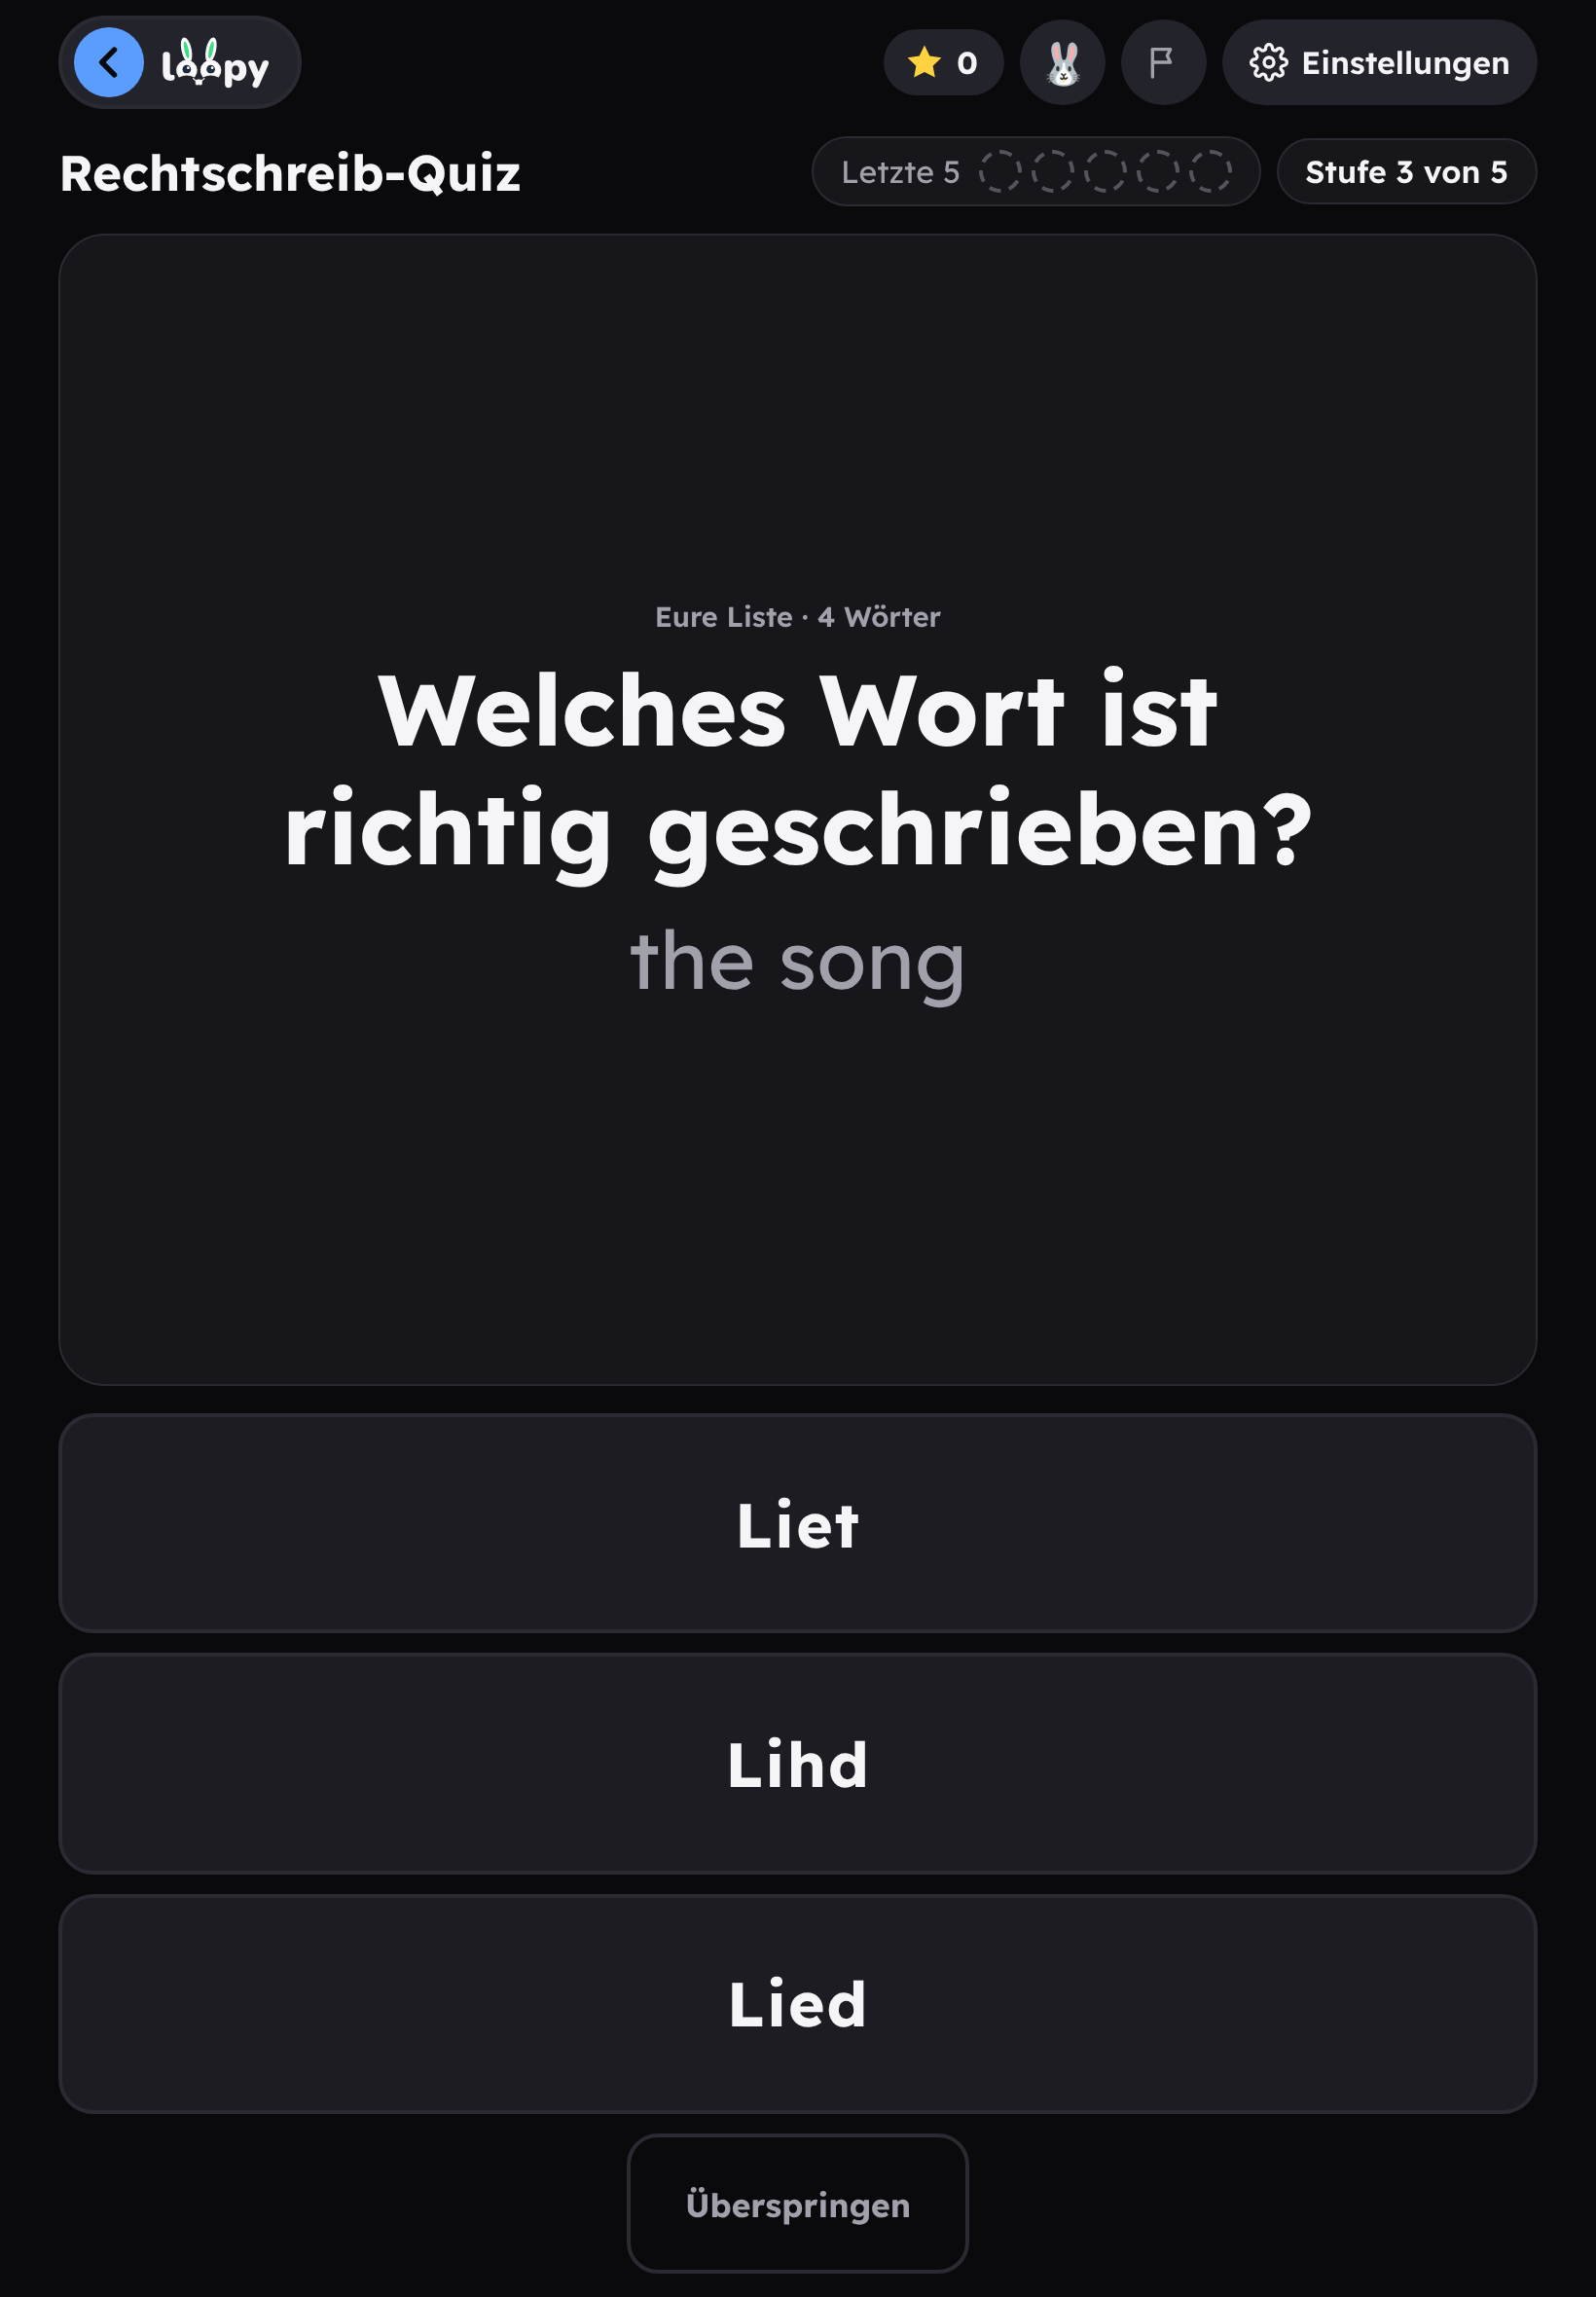 loopy
0
Einstellungen
Rechtschreib-Quiz
Letzte 5
Stufe 3 von 5
Eure Liste · 4 Wörter
Welches Wort ist
richtig geschrieben?
the song
Liet
Lihd
Lied
Überspringen